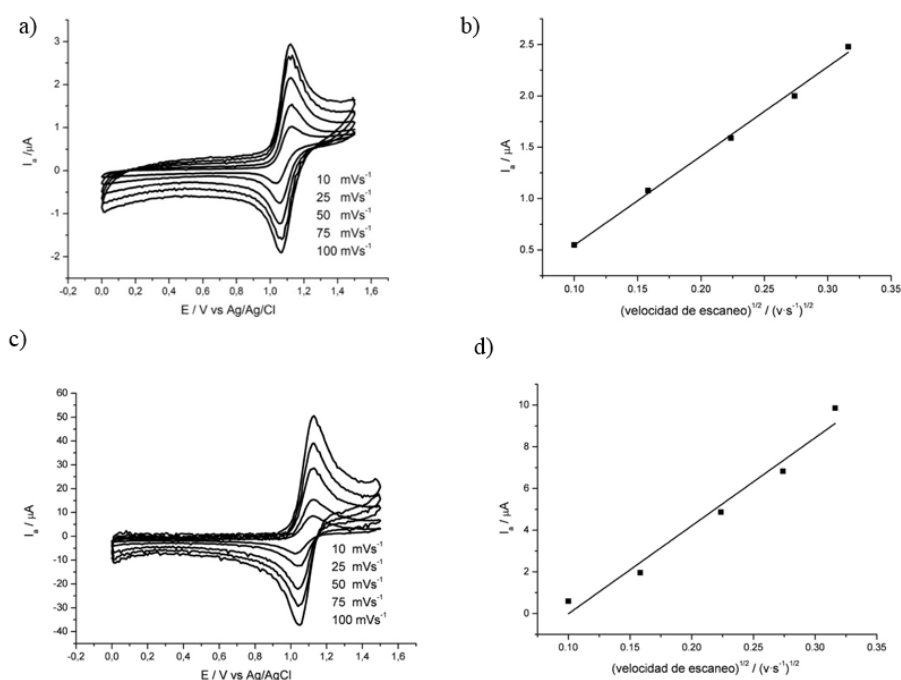 a)
I a /µA
3
2
1
0
-1
-2
10 mVs-1
25 mVs-1
50 mVs-1
75 mVs-1
100 mVs-1
-0,2 0,0 0,2 0,4 0,6 0,8 1,0 1,2 1,4 1,6
E / V vs Ag/Ag/Cl
b)
I a / µA
2.5
2.0
1.5
1.0
0.5
0.10 0.15 0.20 0.25 0.30 0.35
(velocidad de escaneo)1/2 / (v·s-1)1/2
c)
I a / µA
60
50
40
30
20
10
0
-10
-20
-30
-40
10 mVs-1
25 mVs-1
50 mVs-1
75 mVs-1
100 mVs-1
-0,2 0,0 0,2 0,4 0,6 0,8 1,0 1,2 1,4 1,6
E / V vs Ag/AgCl
d)
I a / µA
10
8
6
4
2
0
0.10 0.15 0.20 0.25 0.30 0.35
(velocidad de escaneo)1/2 / (v·s-1)1/2